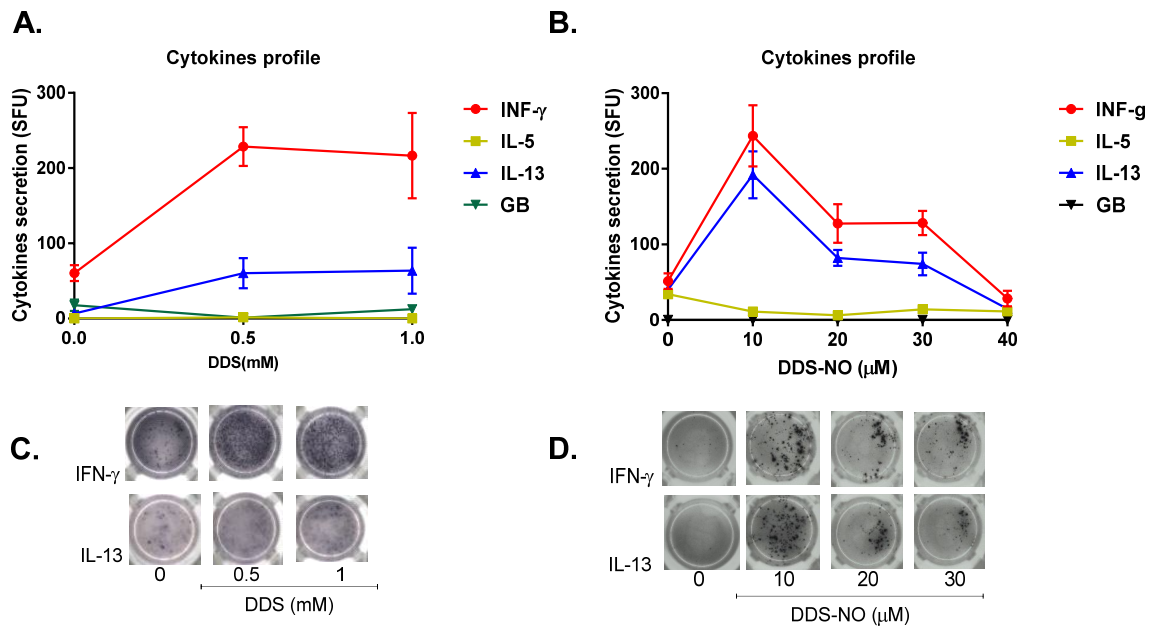 A.
Cytokines profile
Cytokines secretion (SFU)
300
200
100
0
0.0 0.5 1.0
DDS(mM)
INF-γ
IL-5
IL-13
GB
B.
Cytokines profile
Cytokines secretion (SFU)
300
200
100
0
0 10 20 30 40
DDS-NO (μM)
INF-g
IL-5
IL-13
GB
C.
IFN-γ
IL-13
0 0.5 1
DDS (mM)
D.
IFN-γ
IL-13
0 10 20 30
DDS-NO (μM)